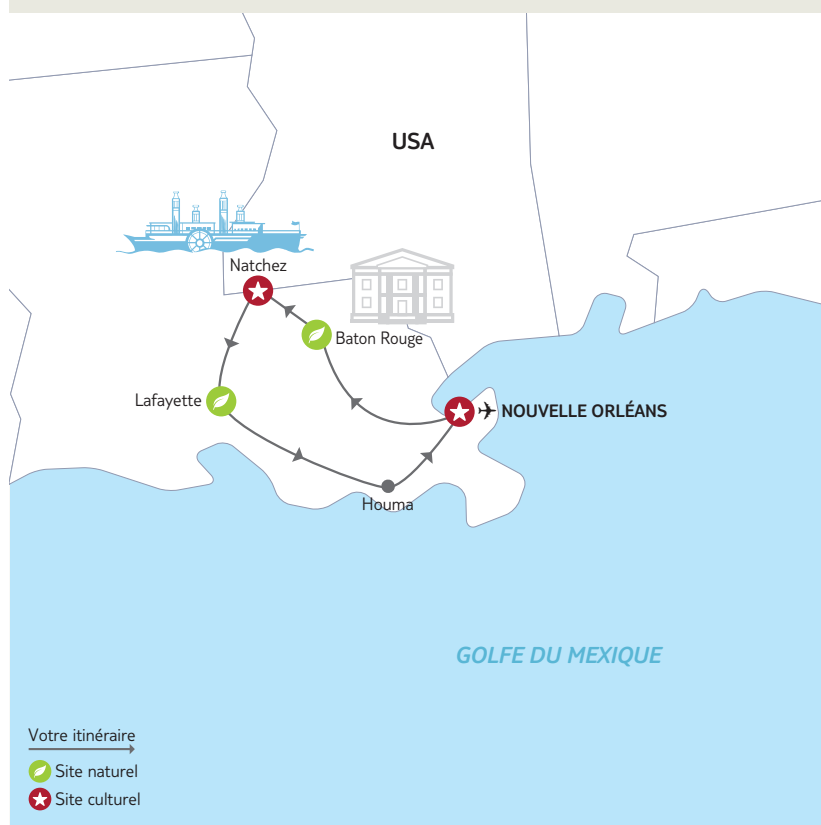 USA
Natchez
Baton Rouge
Lafayette
NOUVELLE ORLÉANS
Houma
GOLFE DU MEXIQUE
Votre itinéraire
Site naturel
Site culturel